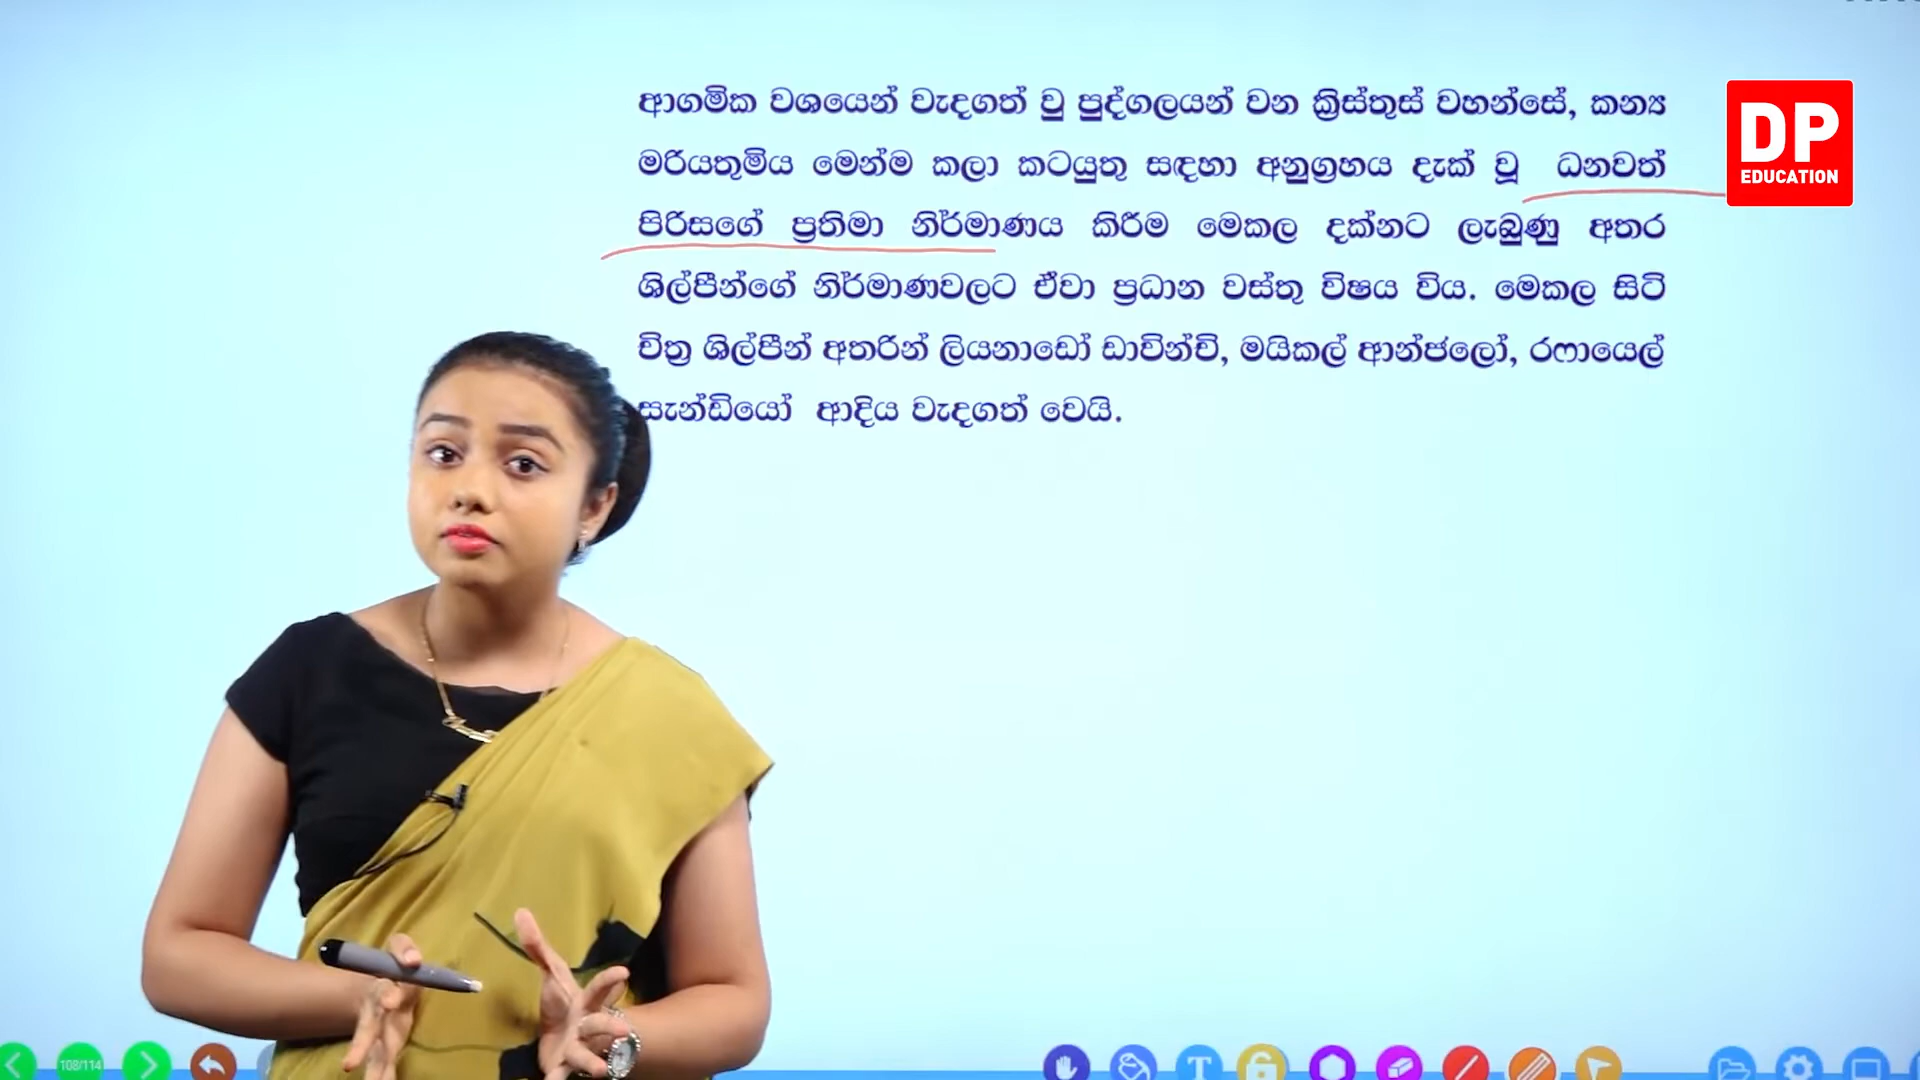 ආගමික වශයෙන් වැදගත් වු පුද්ගලයන් වන ක්‍රිස්තුස් වහන්සේ, කන්‍ය
මරියතුමිය මෙන්ම කලා කටයුතු සඳහා අනුග්‍රහය දැක් වූ ධනවත්
පිරිසගේ ප්‍රතිමා නිර්මාණය කිරීම මෙකල දක්නට ලැබුණු අතර
ශිල්පීන්ගේ නිර්මාණවලට ඒවා ප්‍රධාන වස්තු විෂය විය. මෙකල සිටි
චිත්‍ර ශිල්පීන් අතරින් ලියනාඩෝ ඩාවින්චි, මයිකල් ආන්ජලෝ, රෆායෙල්
සැන්ඩියෝ ආදිය වැදගත් වෙයි.
DP
EDUCATION
108/114
T